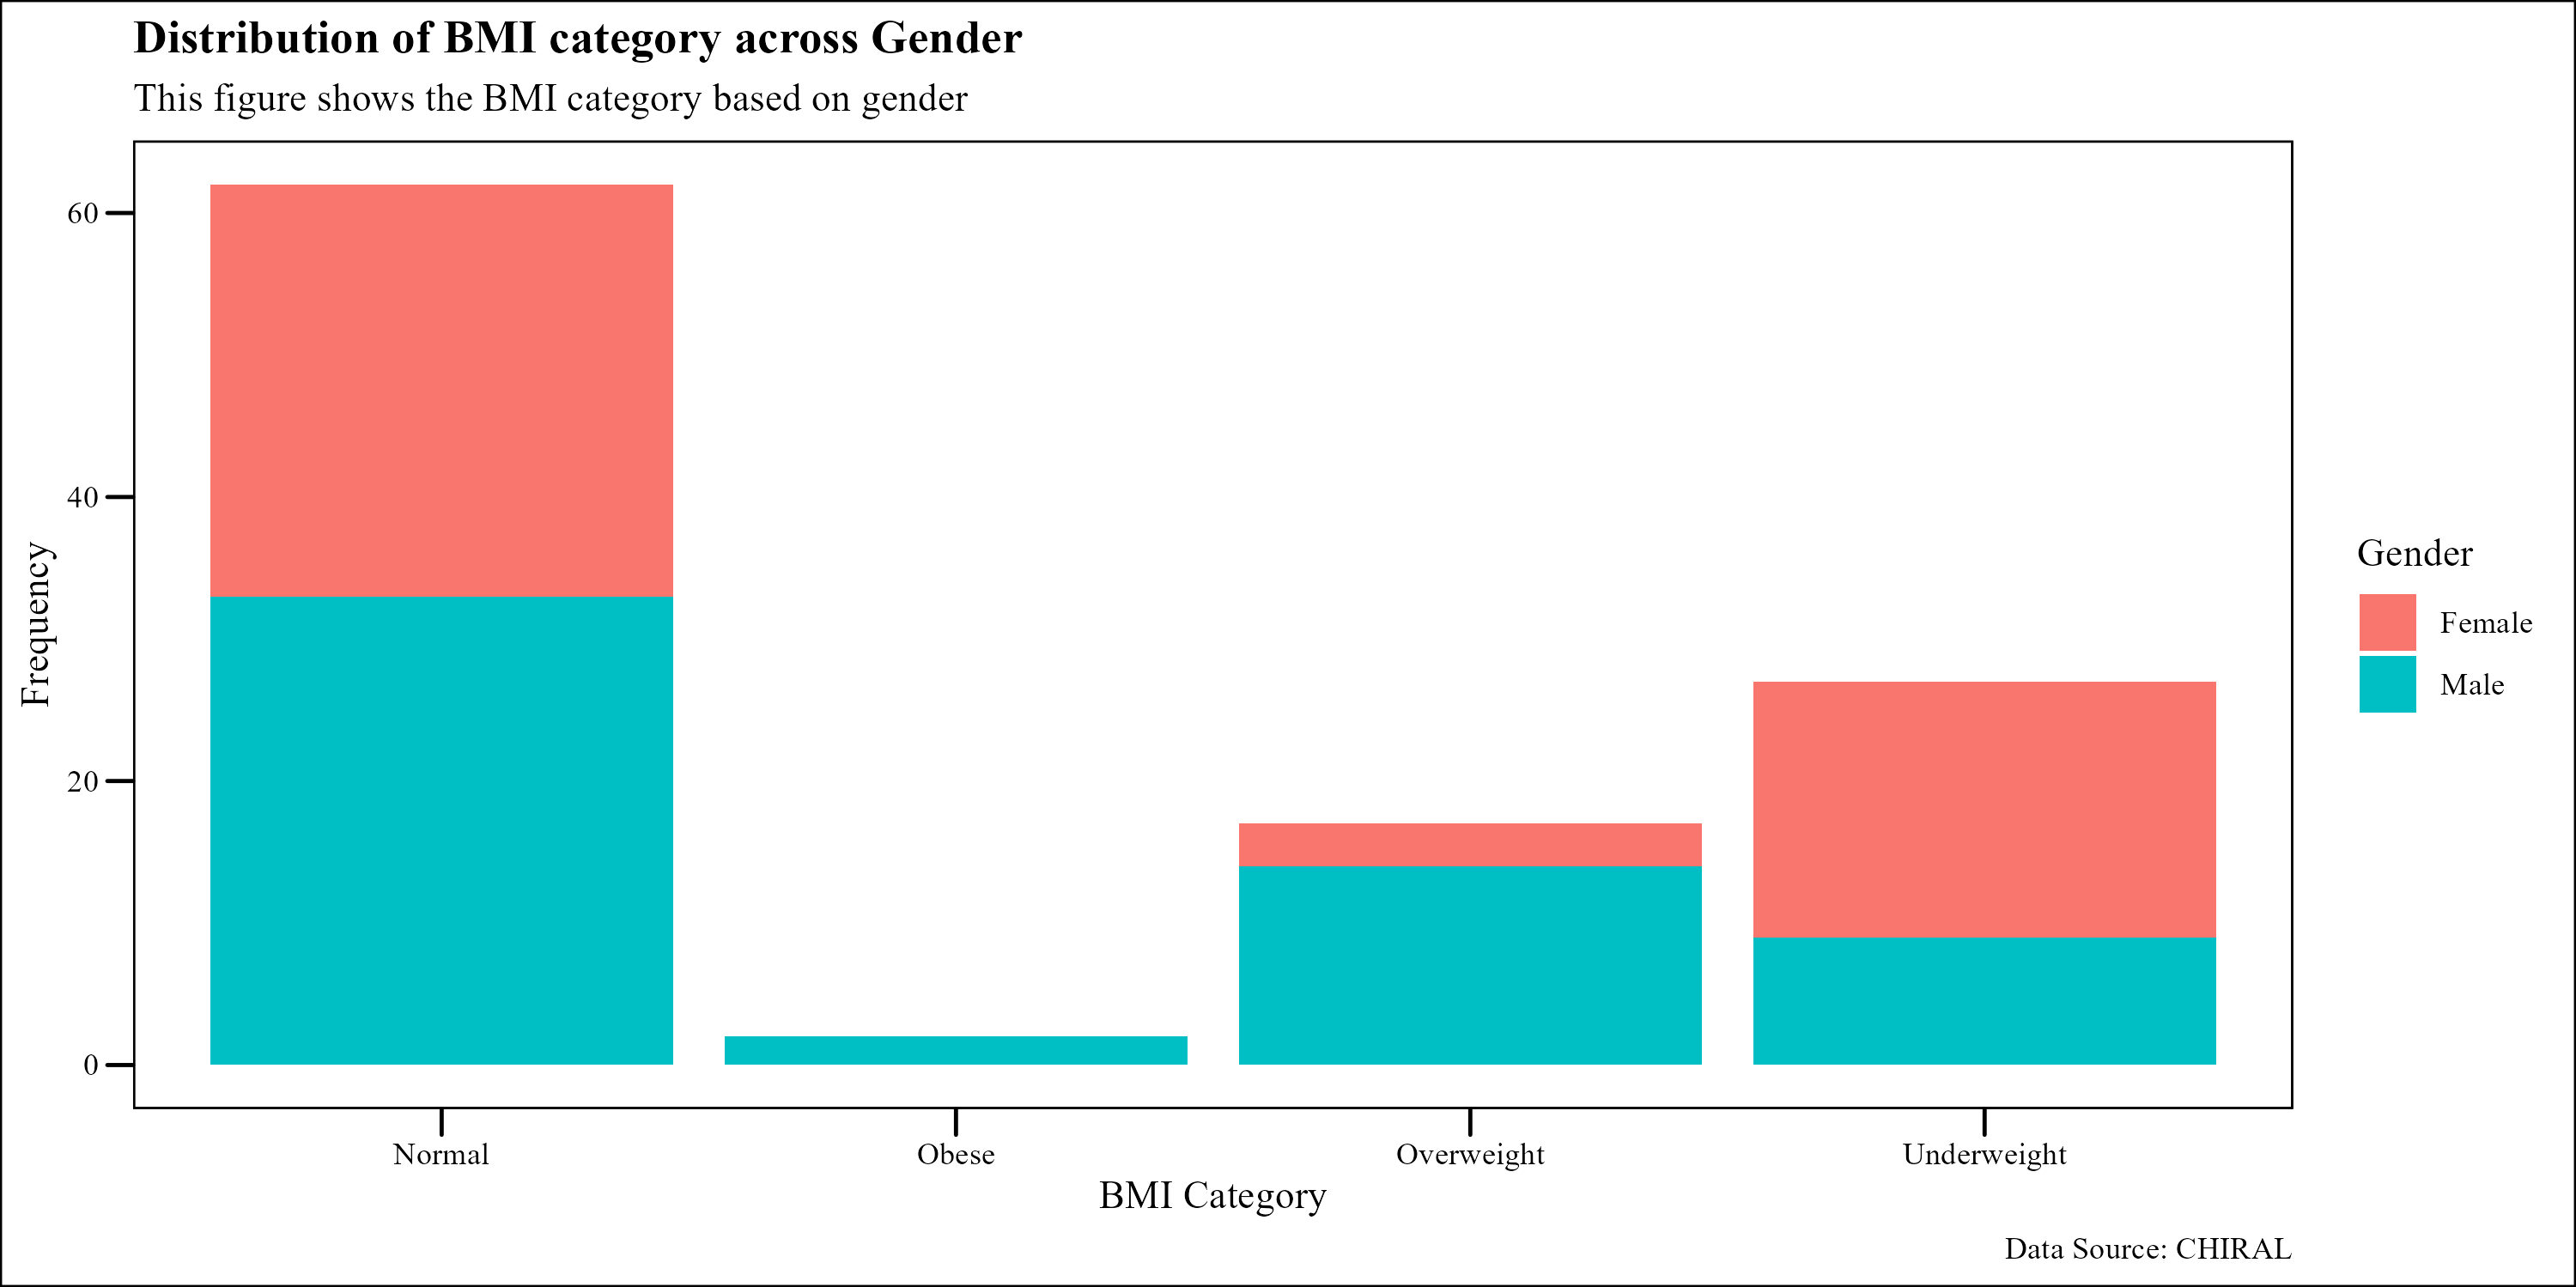 Distribution of BMI category across Gender
This figure shows the BMI category based on gender
Frequency
60
40
20
0
Normal
Obese
Overweight
Underweight
BMI Category
Gender
Female
Male
Data Source: CHIRAL